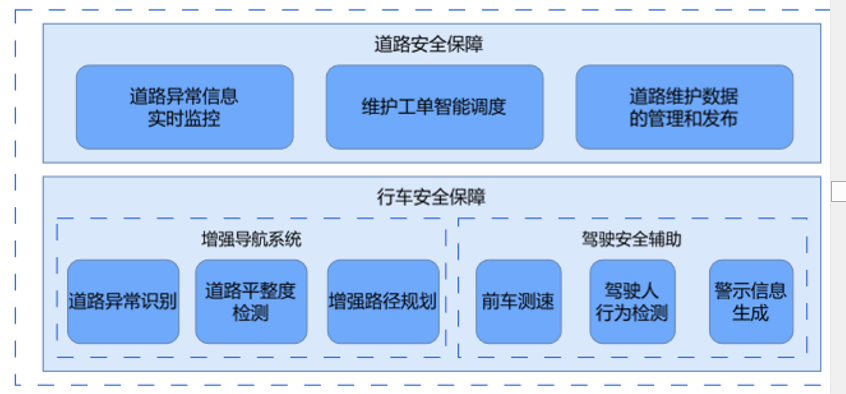 道路安全保障
道路异常信息
实时监控
维护工单智能调度
道路维护数据
的管理和发布
行车安全保障
增强导航系统
道路异常识别
道路平整度
检测
增强路径规划
驾驶安全辅助
前车测速
驾驶人
行为检测
警示信息
生成